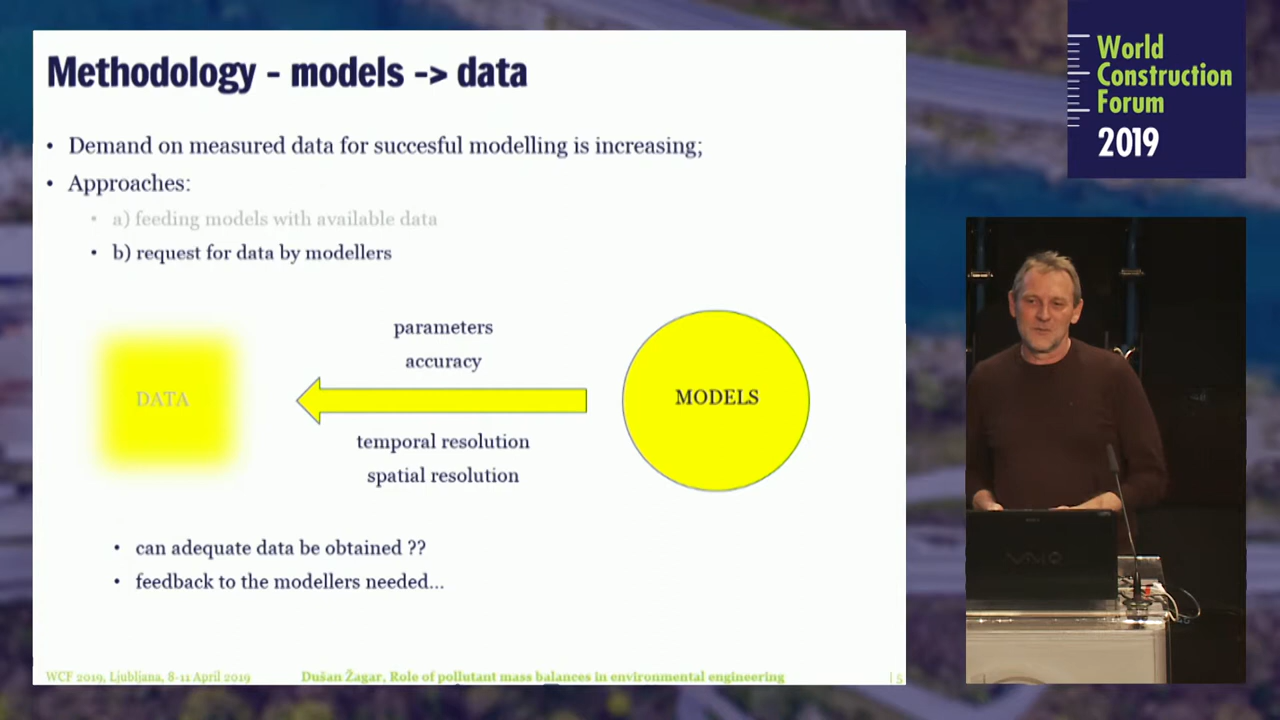 Methodology - models -> data
• Demand on measured data for succesful modelling is increasing;
• Approaches:
• a) feeding models with available data
• b) request for data by modellers
parameters
accuracy
DATA
MODELS
temporal resolution
spatial resolution
• can adequate data be obtained ??
• feedback to the modellers needed...
WCF 2019, Ljubljana, 8-11 April 2019
Dušan Žagar, Role of pollutant mass balances in environmental engineering
| 5
World
Construction
Forum
2019
VAIO